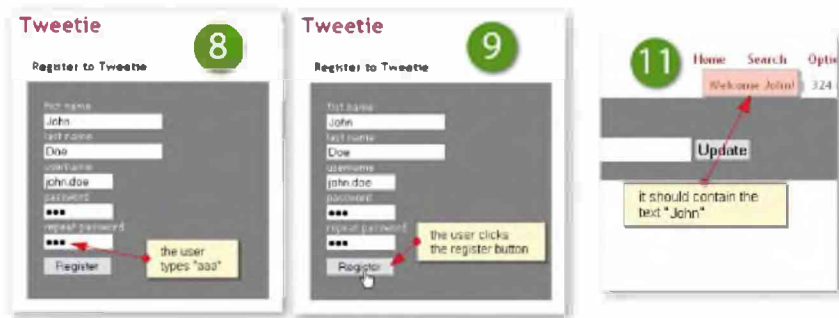 Tweetie
8
Register to Tweetie
first name
John
last name
Doe
username
john.doe
password
●●●
repeat password
●●●
the user
types "aaa"
Register
Tweetie
9
Register to Tweetie
first name
John
last name
Doe
username
john.doe
password
●●●
repeat password
●●●
the user clicks
the register button
Register
11
Home Search
Welcome John! 324
Update
it should contain the
text "John"